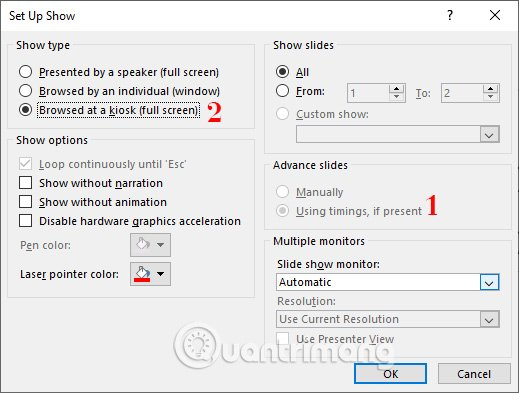 Set Up Show
Show type
Presented by a speaker (full screen)
Browsed by an individual (window)
Browsed at a kiosk (full screen)
2
Show options
Loop continuously until 'Esc'
Show without narration
Show without animation
Disable hardware graphics acceleration
Pen color:
Laser pointer color:
Show slides
All
From: 1 To: 2
Custom show:
Advance slides
Manually
Using timings, if present
1
Multiple monitors
Slide show monitor:
Automatic
Resolution:
Use Current Resolution
Use Presenter View
Quantrimang
OK Cancel